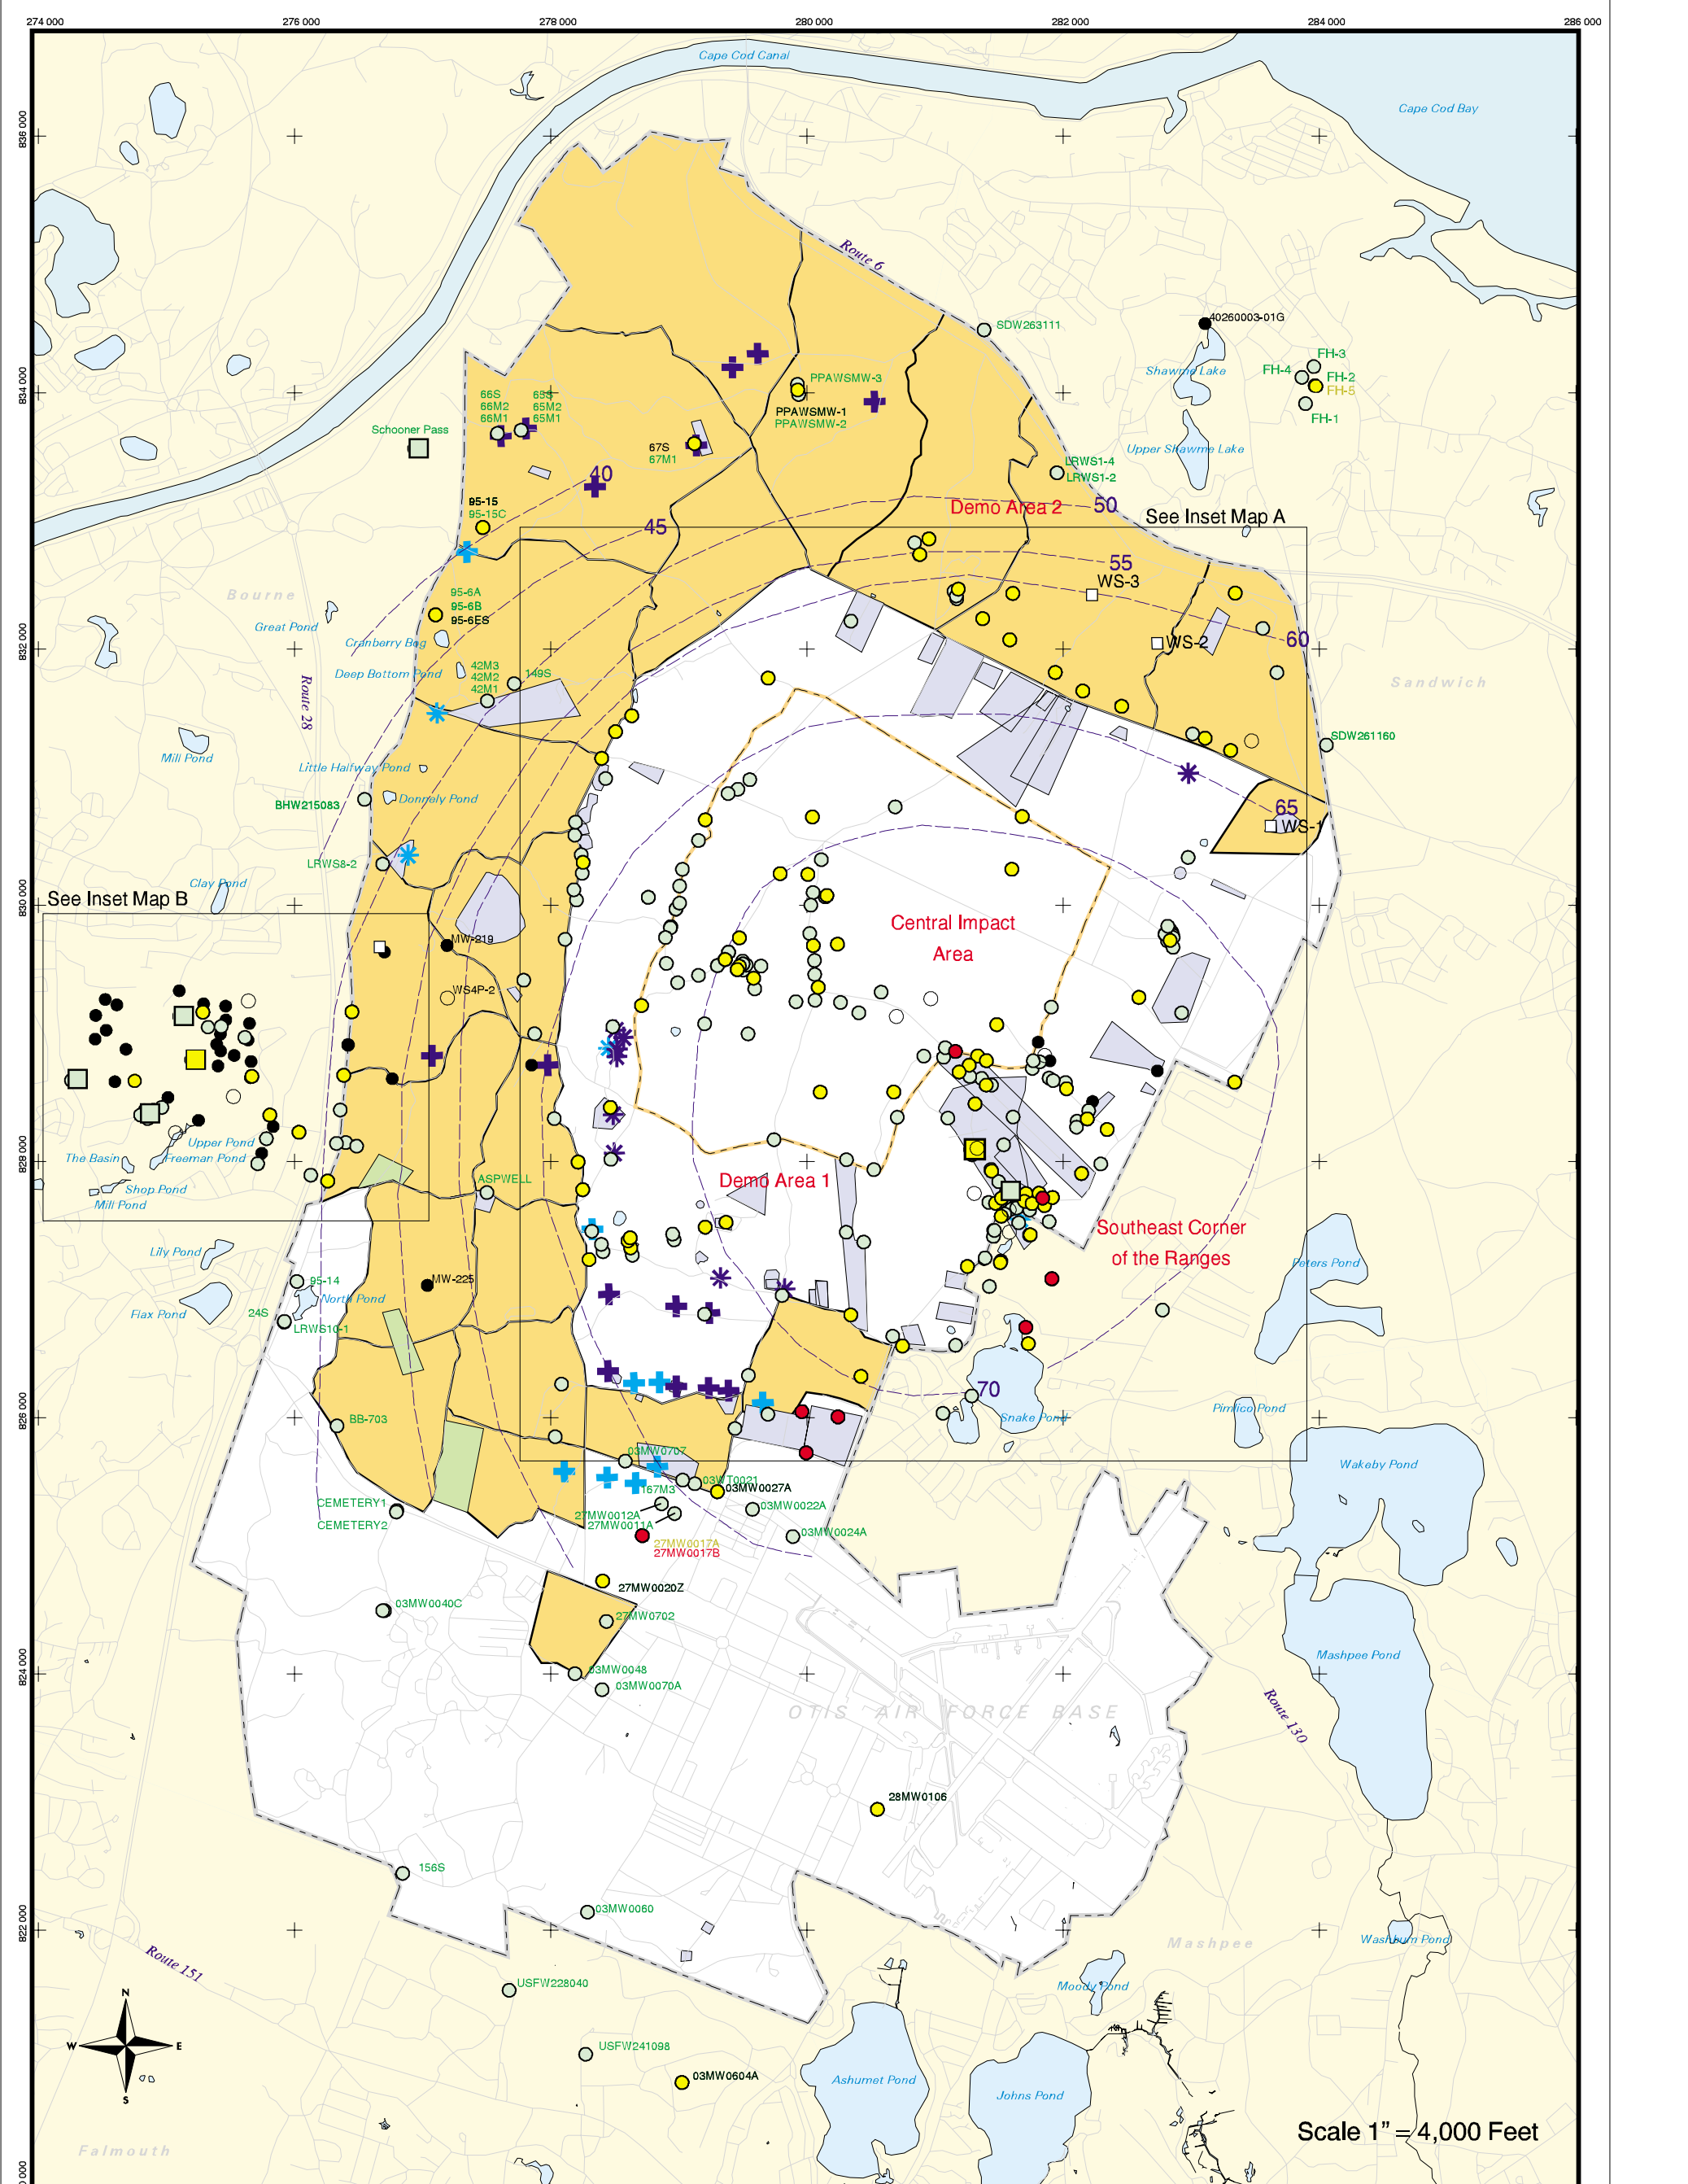 274 000
276 000
278 000
280 000
282 000
284 000
286 000
Cape Cod Canal
Cape Cod Bay
836 000
Route 6
SDW263111
40260003-01G
FH-3
FH-4
FH-2
FH-5
FH-1
Shawme Lake
834 000
PPAWSMW-3
PPAWSMW-1
PPAWSMW-2
66S
66M2
66M1
65S
65M2
65M1
Schooner Pass
67S
67M1
Upper Shawme Lake
LRWS1-4
LRWS1-2
40
95-15
95-15C
45
Demo Area 2
50
See Inset Map A
55
WS-3
Bourne
95-6A
95-6B
95-6ES
Great Pond
Cranberry Bog
832 000
WS-2
60
Deep Bottom Pond
42M3
42M2
42M1
149S
Sandwich
Route 28
SDW261160
Mill Pond
Little Halfway Pond
Donnaly Pond
BHW215083
65
WS-1
LRWS8-2
Clay Pond
See Inset Map B
830 000
Central Impact
Area
MW-219
WS4P-2
Upper Pond
The Basin
Freeman Pond
828 000
Shop Pond
Mill Pond
ASPWELL
Demo Area 1
Southeast Corner
of the Ranges
Lily Pond
Peters Pond
95-14
MW-225
North Pond
Flax Pond
24S
LRWS10-1
70
Snake Pond
Pimlico Pond
826 000
BB-703
03MW0707
Wakeby Pond
03WT0021
03MW0027A
167M3
CEMETERY1
CEMETERY2
27MW0012A
27MW0011A
03MW0022A
03MW0024A
27MW0017A
27MW0017B
27MW0020Z
03MW0040C
27MW0702
824 000
03MW0048
03MW0070A
Mashpee Pond
Route 130
OTIS AIR FORCE BASE
28MW0106
156S
03MW0060
822 000
Mashpee
Washburn Pond
Route 151
USFW228040
Moody Pond
N
W
E
S
USFW241098
03MW0604A
Ashumet Pond
Johns Pond
Scale 1" = 4,000 Feet
Falmouth